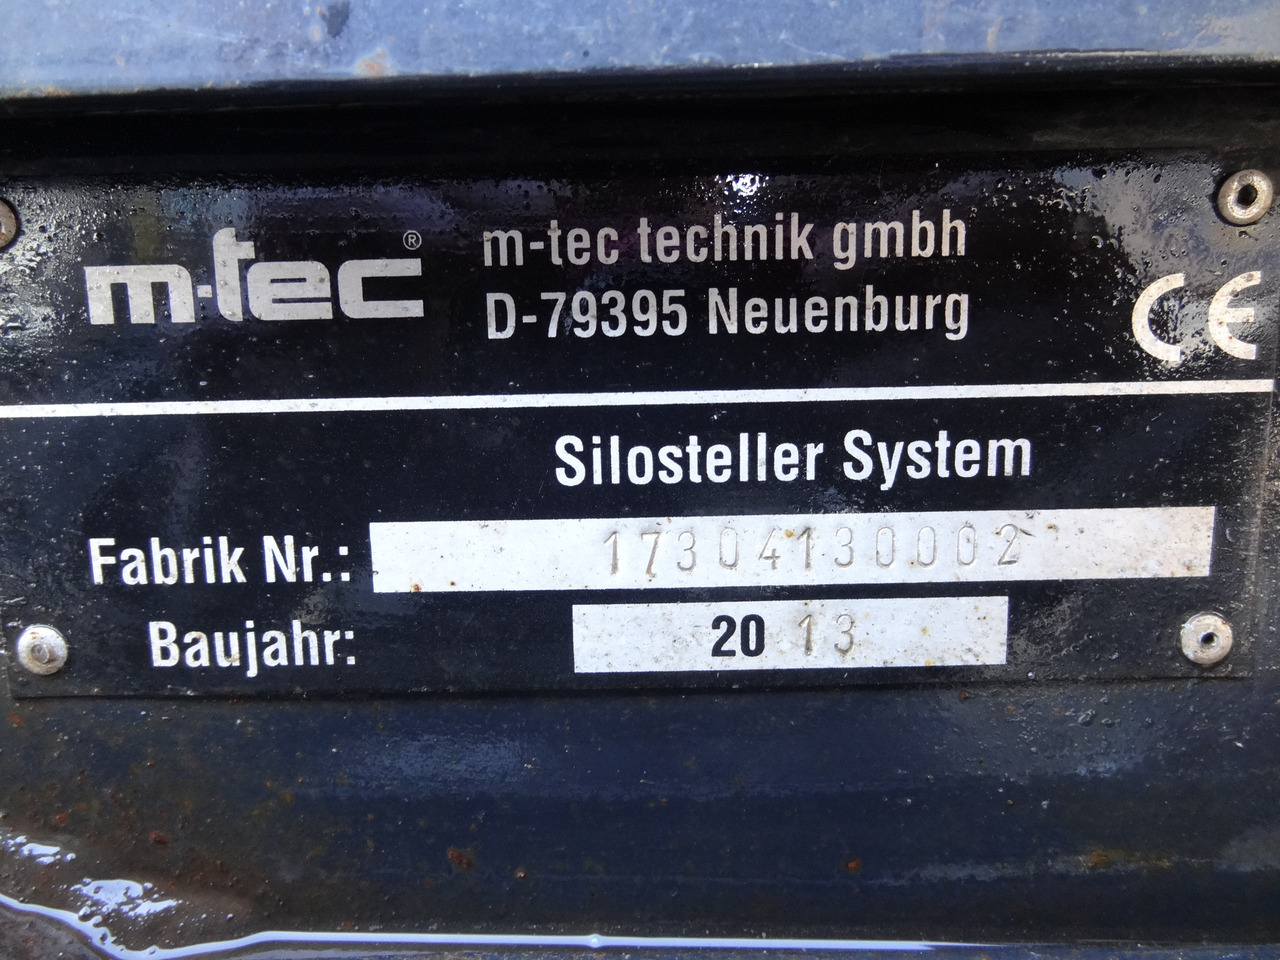 m-tec®
m-tec technik gmbh
D-79395 Neuenburg
CE
Silosteller System
Fabrik Nr.: 17304130002
Baujahr: 2013